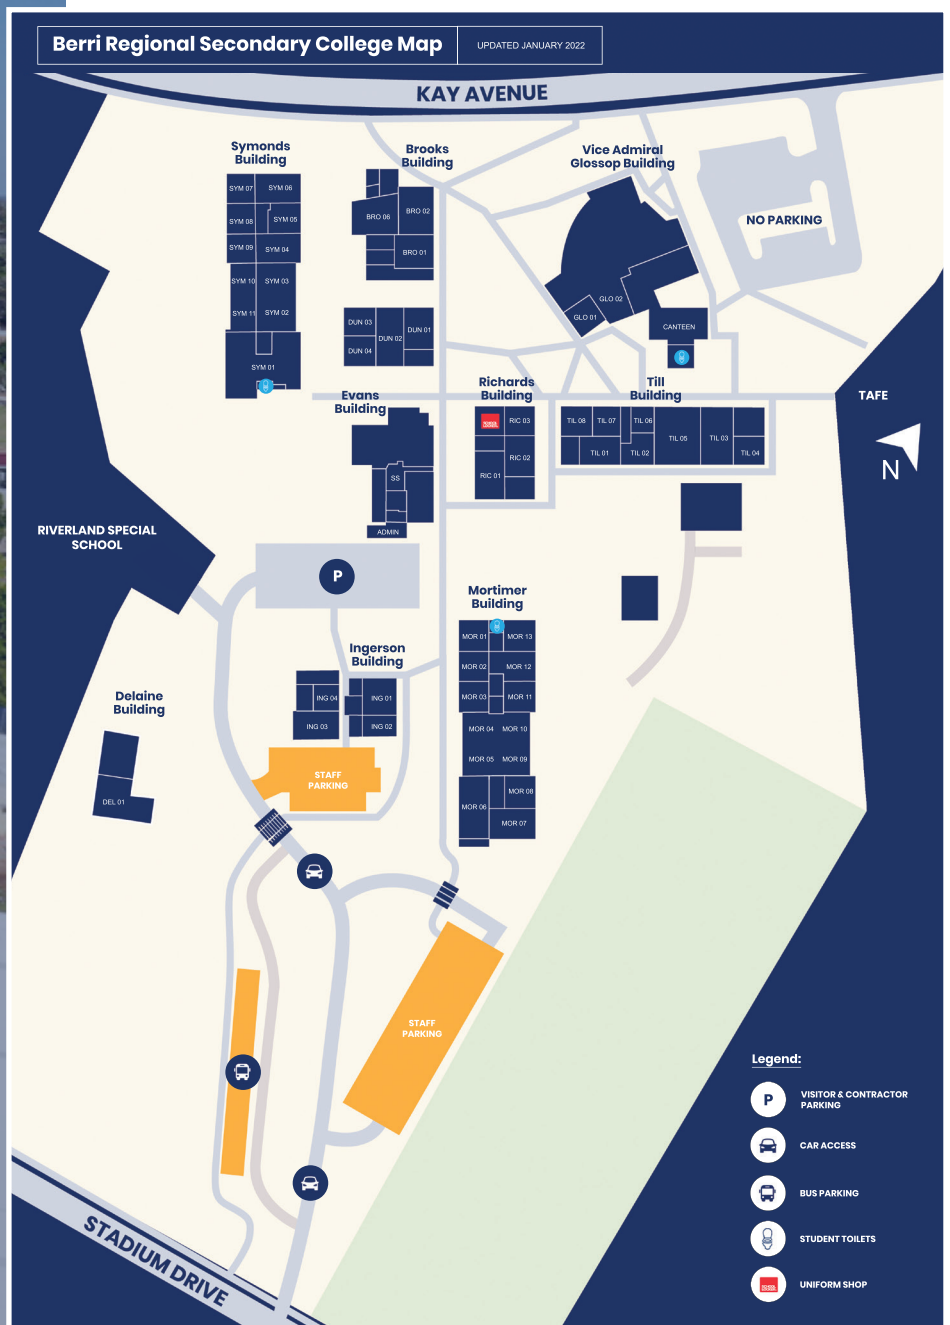 Berri Regional Secondary College Map
UPDATED JANUARY 2022
KAY AVENUE
Symonds
Building
Brooks
Building
Vice Admiral
Glossop Building
SYM 07
SYM 06
SYM 08
SYM 05
SYM 09
SYM 04
SYM 10
SYM 03
SYM 11
SYM 02
SYM 01
BRO 06
BRO 02
BRO 01
NO PARKING
GLO 02
GLO 01
CANTEEN
DUN 03
DUN 02
DUN 01
DUN 04
Evans
Building
Richards
Building
Till
Building
TAFE
RIC 03
RIC 02
RIC 01
TIL 08
TIL 07
TIL 06
TIL 05
TIL 03
TIL 01
TIL 02
TIL 04
SS
ADMIN
N
RIVERLAND SPECIAL
SCHOOL
P
Mortimer
Building
MOR 01
MOR 13
MOR 02
MOR 12
MOR 03
MOR 11
MOR 04
MOR 10
MOR 05
MOR 09
MOR 06
MOR 08
MOR 07
Ingerson
Building
ING 04
ING 01
ING 03
ING 02
Delaine
Building
DEL 01
STAFF
PARKING
STAFF
PARKING
STADIUM DRIVE
Legend:
P
VISITOR & CONTRACTOR
PARKING
CAR ACCESS
BUS PARKING
STUDENT TOILETS
UNIFORM SHOP